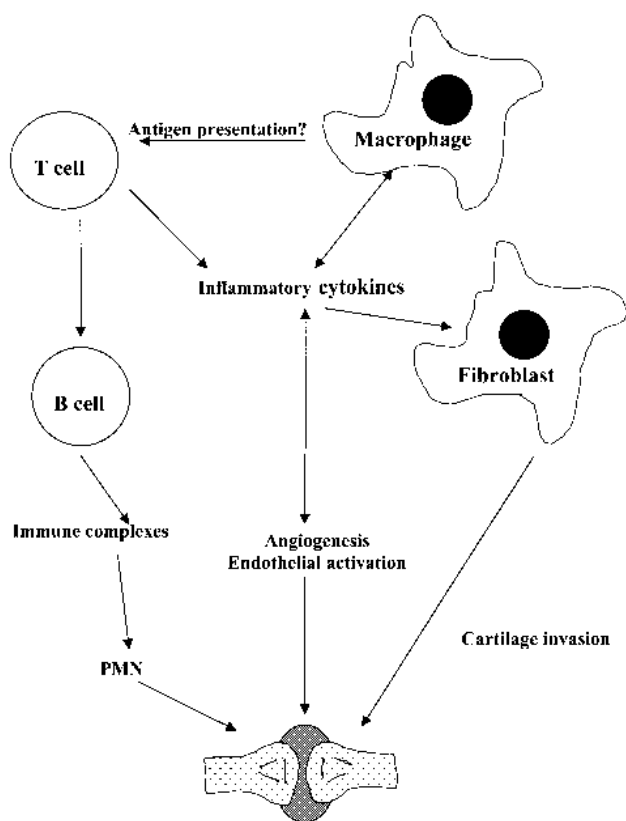 Antigen presentation?
Macrophage
T cell
Inflammatory cytokines
Fibroblast
B cell
Immune complexes
Angiogenesis
Endothelial activation
Cartilage invasion
PMN